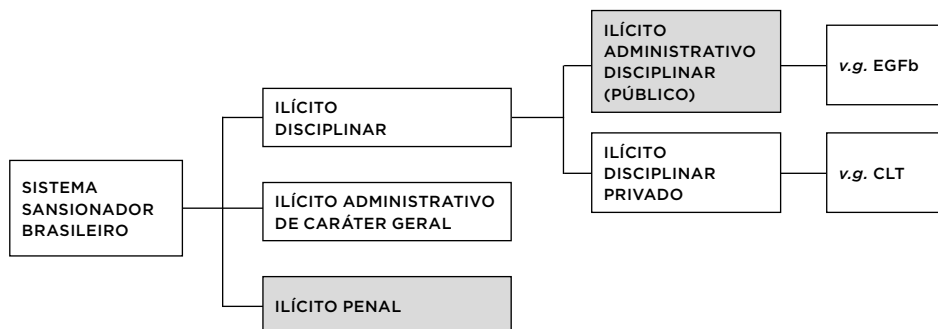 SISTEMA
SANSIONADOR
BRASILEIRO
ILÍCITO
DISCIPLINAR
ILÍCITO ADMINISTRATIVO
DE CARÁTER GERAL
ILÍCITO PENAL
ILÍCITO
ADMINISTRATIVO
DISCIPLINAR
(PÚBLICO)
ILÍCITO
DISCIPLINAR
PRIVADO
v.g. EGFb
v.g. CLT